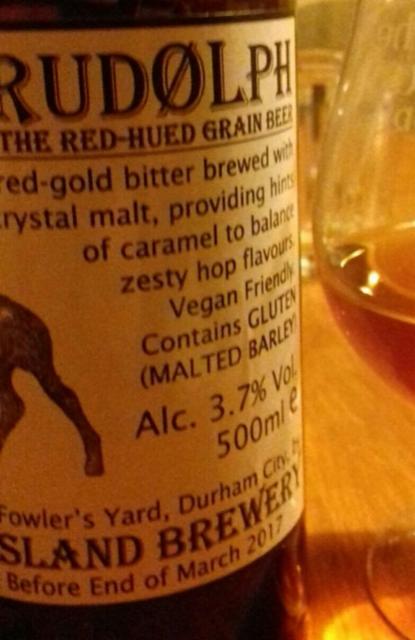 RUDØLPH
THE RED-HUED GRAIN BEER
red-gold bitter brewed with
crystal malt, providing hints
of caramel to balance
zesty hop flavours.
Vegan Friendly
Contains GLUTEN
(MALTED BARLEY)
Alc. 3.7% Vol.
500ml e
Fowler's Yard, Durham City,
SLAND BREWERY
Before End of March 2017